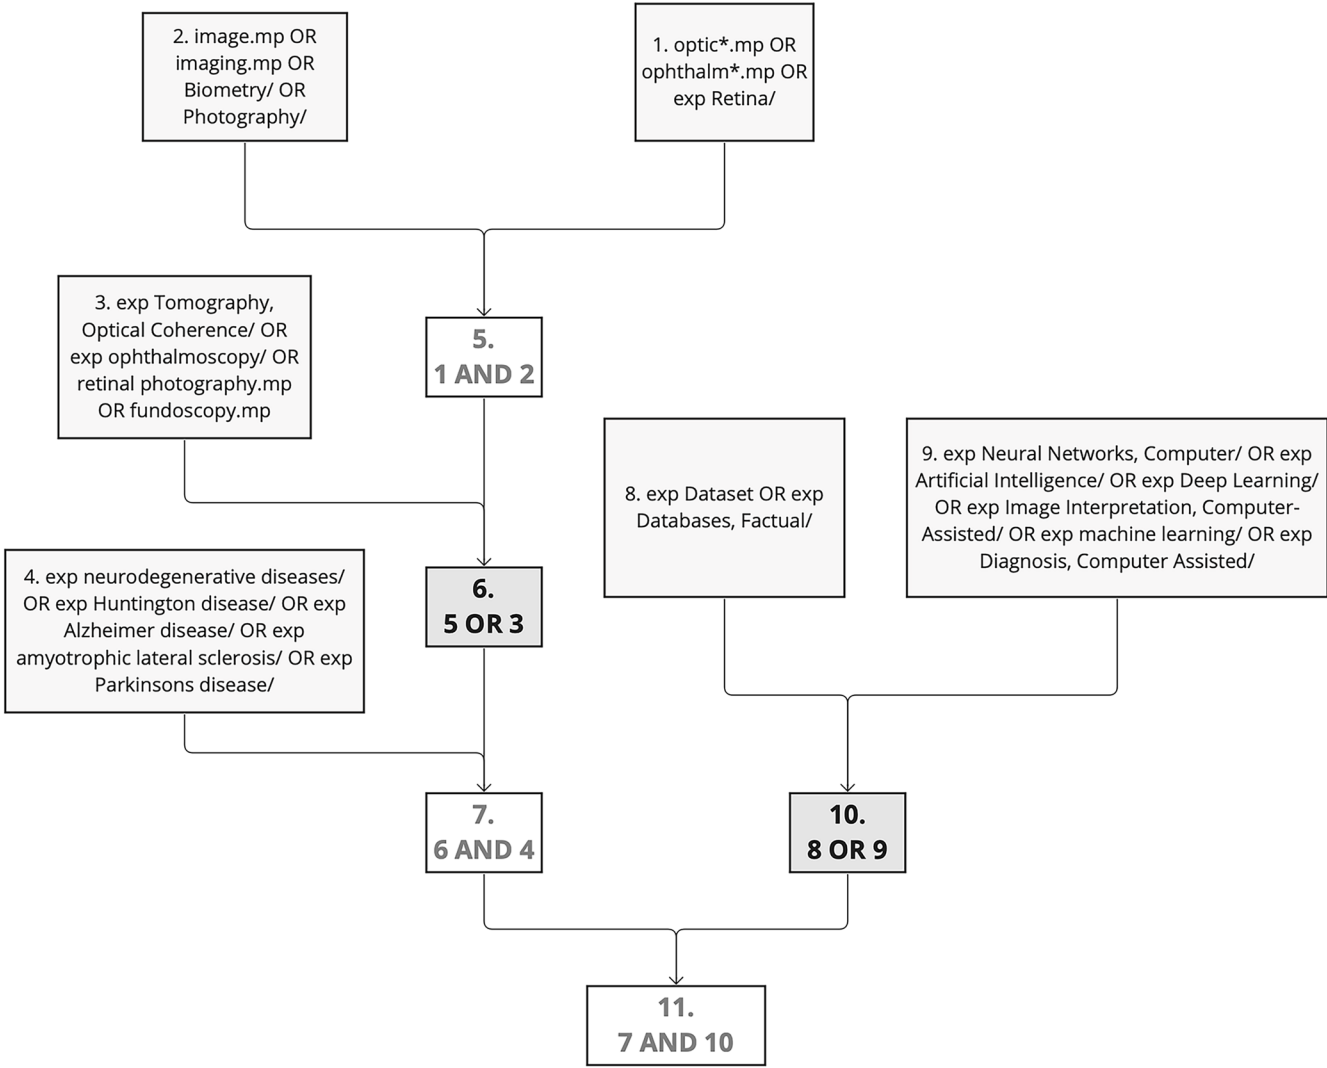 2. image.mp OR
imaging.mp OR
Biometry/ OR
Photography/
1. optic*.mp OR
ophthalm*.mp OR
exp Retina/
3. exp Tomography,
Optical Coherence/ OR
exp ophthalmoscopy/ OR
retinal photography.mp
OR fundoscopy.mp
5.
1 AND 2
8. exp Dataset OR exp
Databases, Factual/
9. exp Neural Networks, Computer/ OR exp
Artificial Intelligence/ OR exp Deep Learning/
OR exp Image Interpretation, Computer-
Assisted/ OR exp machine learning/ OR exp
Diagnosis, Computer Assisted/
4. exp neurodegenerative diseases/
OR exp Huntington disease/ OR exp
Alzheimer disease/ OR exp
amyotrophic lateral sclerosis/ OR exp
Parkinsons disease/
6.
5 OR 3
7.
6 AND 4
10.
8 OR 9
11.
7 AND 10